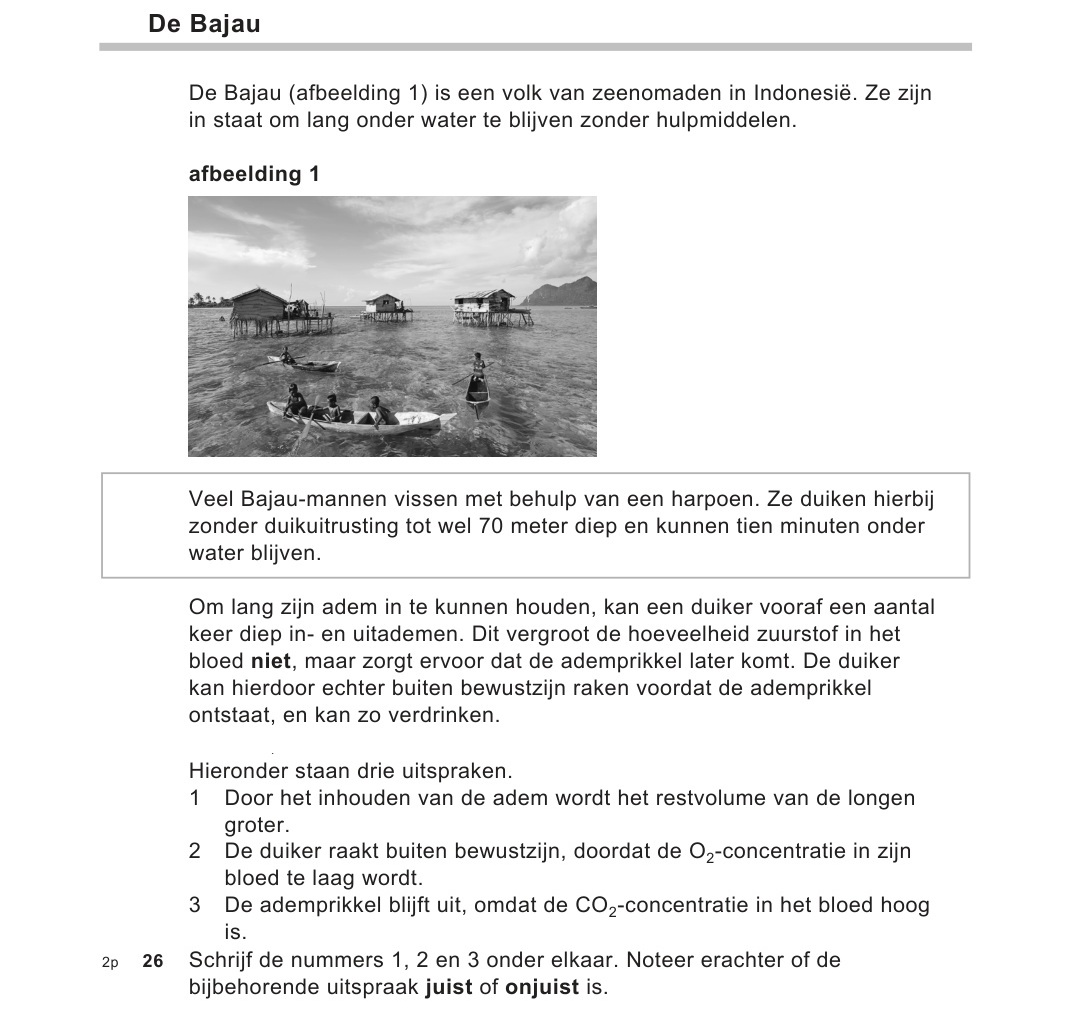 De Bajau
De Bajau (afbeelding 1) is een volk van zeenomaden in Indonesië. Ze zijn
in staat om lang onder water te blijven zonder hulpmiddelen.
afbeelding 1
Veel Bajau-mannen vissen met behulp van een harpoen. Ze duiken hierbij
zonder duikuitrusting tot wel 70 meter diep en kunnen tien minuten onder
water blijven.
Om lang zijn adem in te kunnen houden, kan een duiker vooraf een aantal
keer diep in- en uitademen. Dit vergroot de hoeveelheid zuurstof in het
bloed niet, maar zorgt ervoor dat de ademprikkel later komt. De duiker
kan hierdoor echter buiten bewustzijn raken voordat de ademprikkel
ontstaat, en kan zo verdrinken.
Hieronder staan drie uitspraken.
1 Door het inhouden van de adem wordt het restvolume van de longen
groter.
2 De duiker raakt buiten bewustzijn, doordat de O₂-concentratie in zijn
bloed te laag wordt.
3 De ademprikkel blijft uit, omdat de CO₂-concentratie in het bloed hoog
is.
2p 26 Schrijf de nummers 1, 2 en 3 onder elkaar. Noteer erachter of de
bijbehorende uitspraak juist of onjuist is.